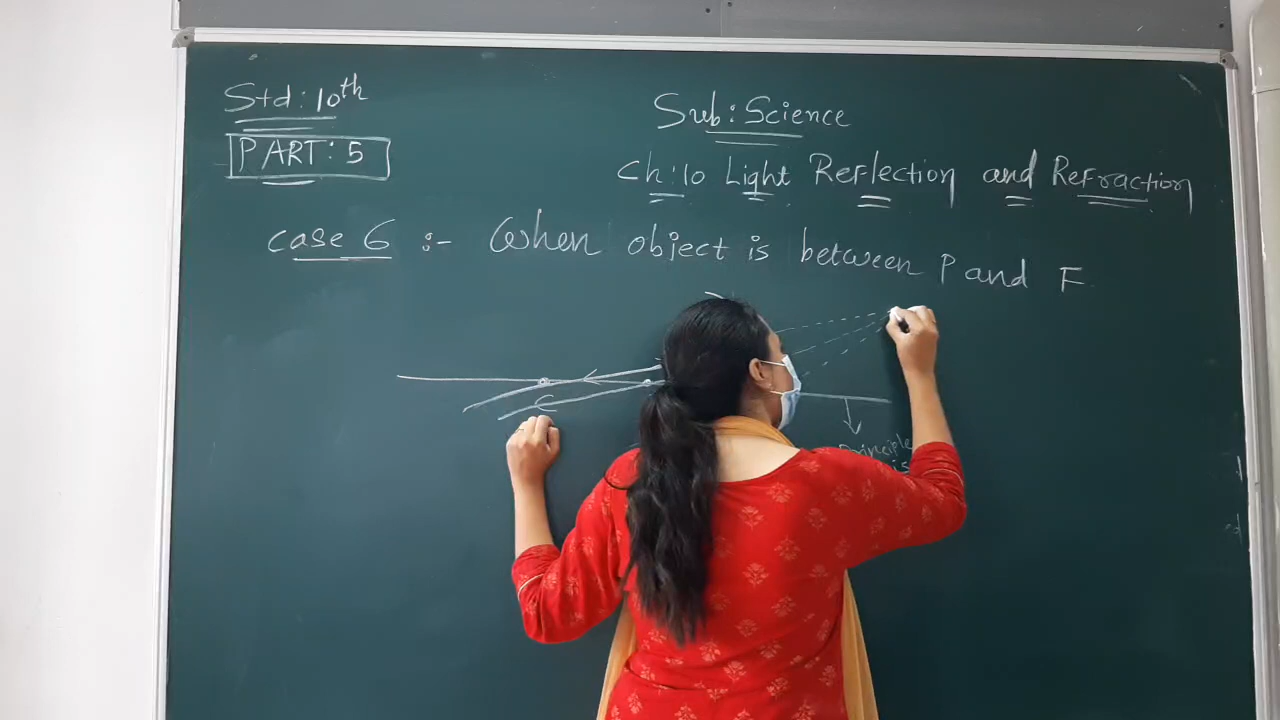 Std: 10th
PART: 5
Sub: Science
Ch: 10 Light Reflection and Refraction
Case 6 :- When object is between P and F
C
Principle